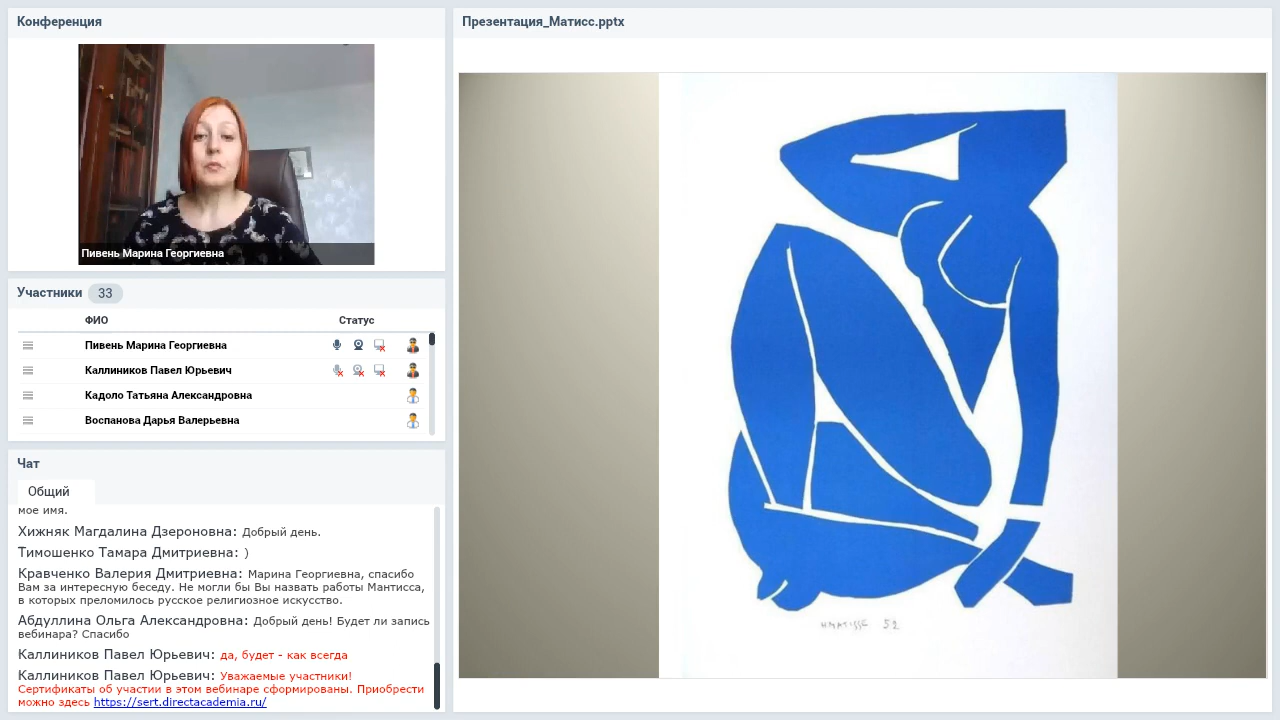 Конференция
Пивень Марина Георгиевна
Участники 33
ФИО Статус
Пивень Марина Георгиевна
Каллиников Павел Юрьевич
Кадоло Татьяна Александровна
Воспанова Дарья Валерьевна
Чат
Общий
мое имя.
Хижняк Магдалина Дзероновна: Добрый день.
Тимошенко Тамара Дмитриевна: )
Кравченко Валерия Дмитриевна: Марина Георгиевна, спасибо
Вам за интересную беседу. Не могли бы Вы назвать работы Мантисса,
в которых преломилось русское религиозное искусство.
Абдуллина Ольга Александровна: Добрый день! Будет ли запись
вебинара? Спасибо
Каллиников Павел Юрьевич: да, будет - как всегда
Каллиников Павел Юрьевич: Уважаемые участники!
Сертификаты об участии в этом вебинаре сформированы. Приобрести
можно здесь https://sert.directacademia.ru/
Презентация_Матисс.pptx
H MATISSE 52